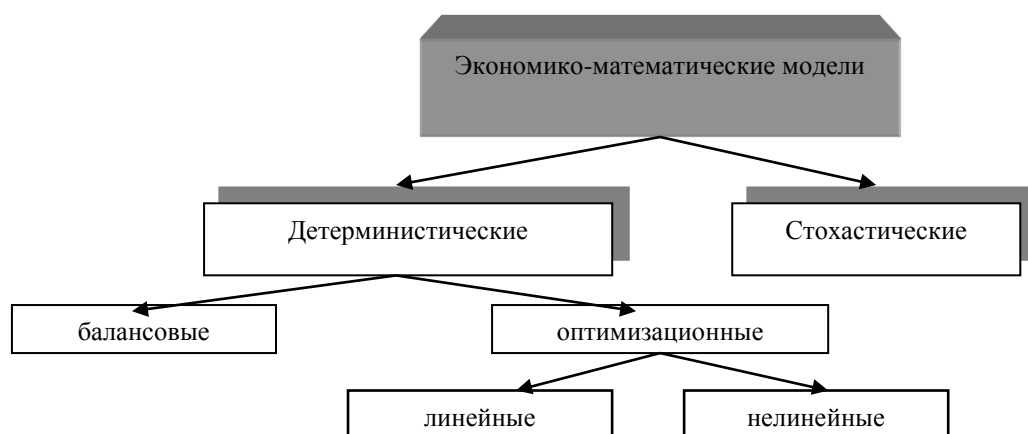 Экономико-математические модели
Детерминистические
Стохастические
балансовые
оптимизационные
линейные
нелинейные